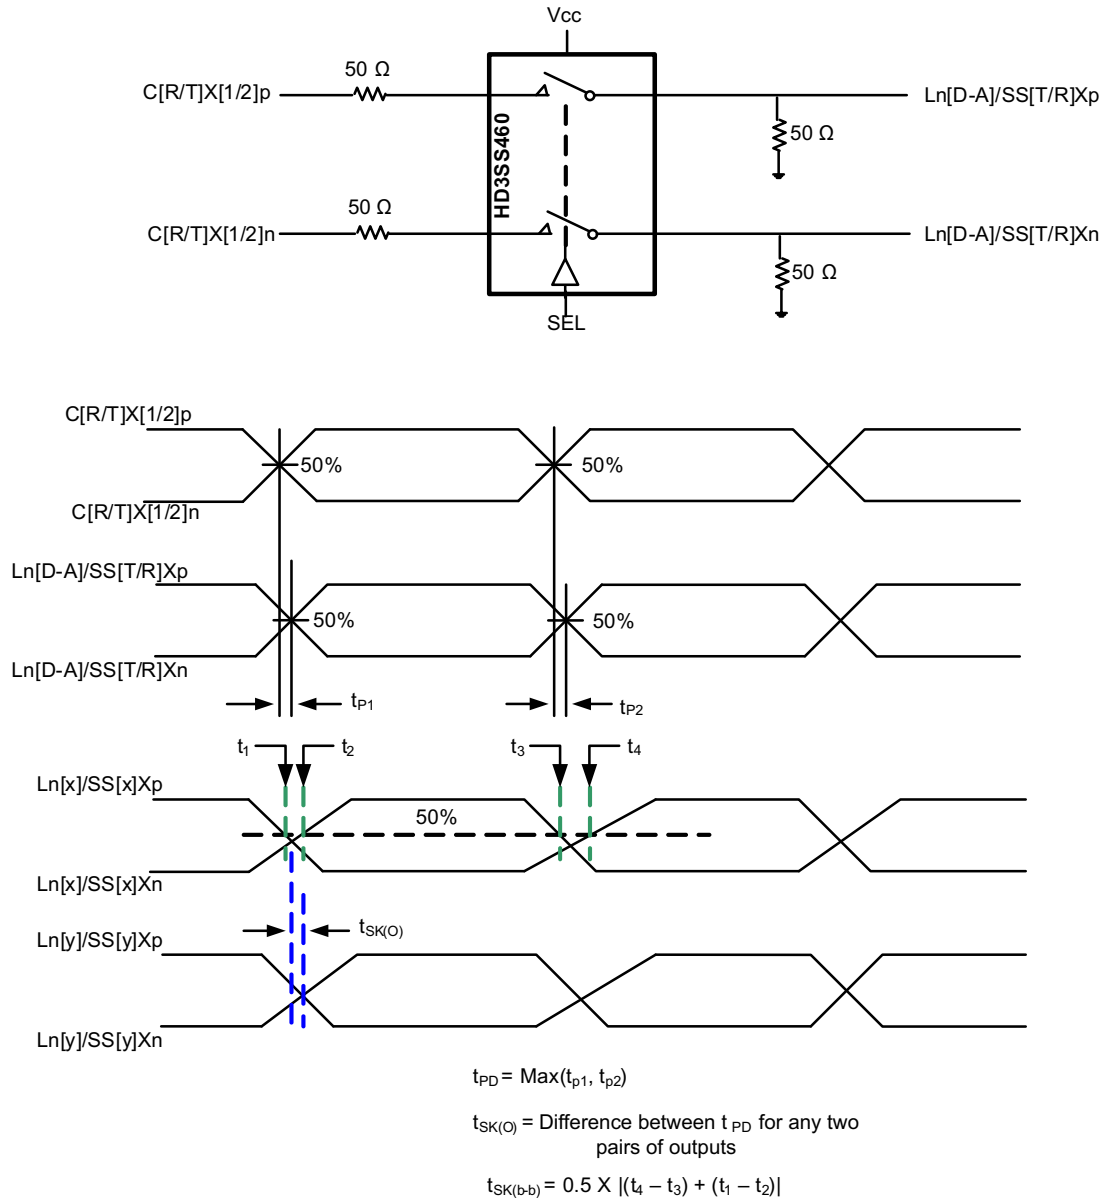 Vcc
50 Ω
C[R/T]X[1/2]p
Ln[D-A]/SS[T/R]Xp
50 Ω
HD3SS460
50 Ω
C[R/T]X[1/2]n
Ln[D-A]/SS[T/R]Xn
50 Ω
SEL
C[R/T]X[1/2]p
50%
50%
C[R/T]X[1/2]n
Ln[D-A]/SS[T/R]Xp
50%
50%
Ln[D-A]/SS[T/R]Xn
tP1
tP2
t1
t2
t3
t4
Ln[x]/SS[x]Xp
50%
Ln[x]/SS[x]Xn
tSK(O)
Ln[y]/SS[y]Xp
Ln[y]/SS[y]Xn
tPD = Max(tp1, tp2)
tSK(O) = Difference between tPD for any two
pairs of outputs
tSK(b-b) = 0.5 X |(t4 – t3) + (t1 – t2)|